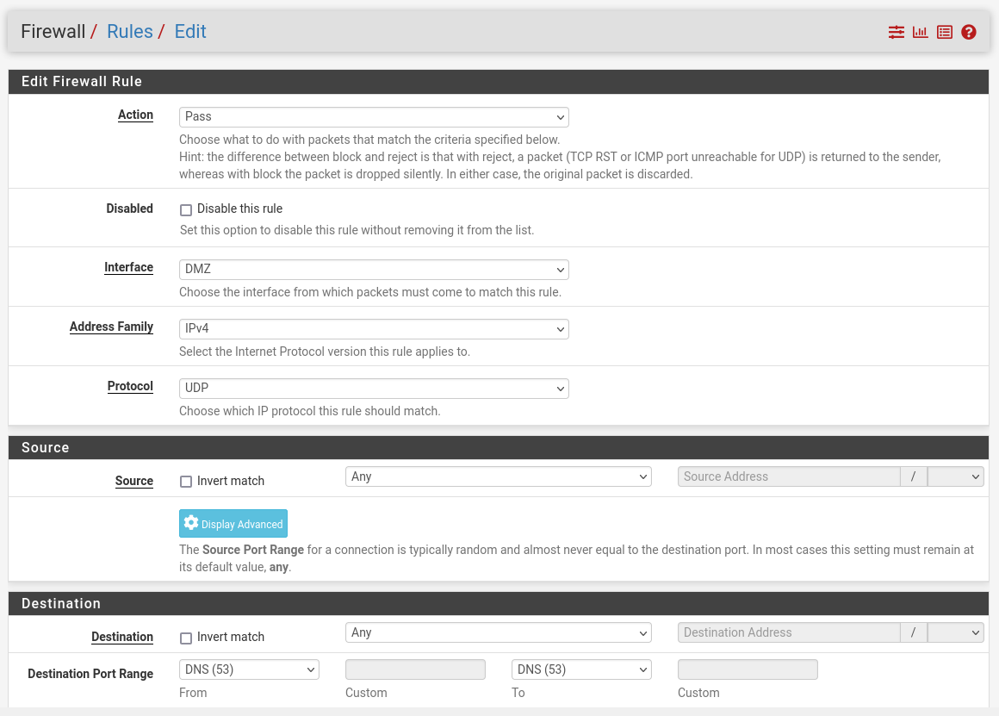 Firewall / Rules / Edit
Edit Firewall Rule
Action Pass
Choose what to do with packets that match the criteria specified below.
Hint: the difference between block and reject is that with reject, a packet (TCP RST or ICMP port unreachable for UDP) is returned to the sender,
whereas with block the packet is dropped silently. In either case, the original packet is discarded.
Disabled Disable this rule
Set this option to disable this rule without removing it from the list.
Interface DMZ
Choose the interface from which packets must come to match this rule.
Address Family IPv4
Select the Internet Protocol version this rule applies to.
Protocol UDP
Choose which IP protocol this rule should match.
Source
Source Invert match Any Source Address /
Display Advanced
The Source Port Range for a connection is typically random and almost never equal to the destination port. In most cases this setting must remain at
its default value, any.
Destination
Destination Invert match Any Destination Address /
Destination Port Range DNS (53) DNS (53)
From Custom To Custom